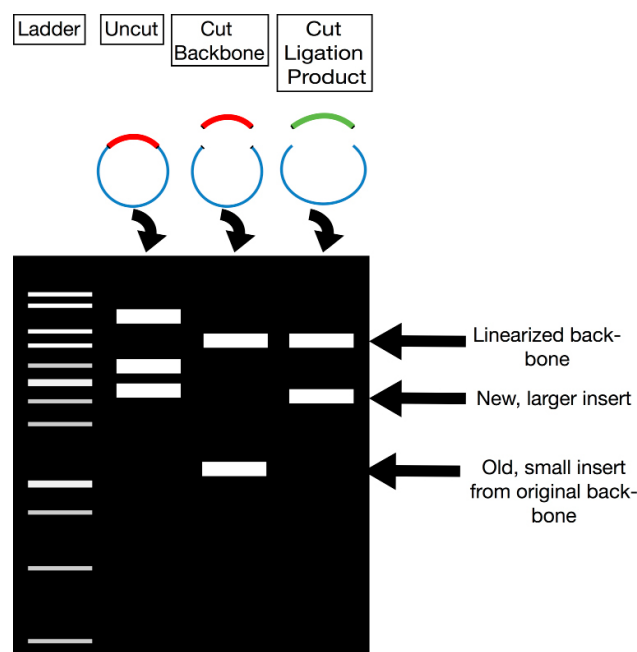 Ladder
Uncut
Cut
Backbone
Cut
Ligation
Product
Linearized back-
bone
New, larger insert
Old, small insert
from original back-
bone